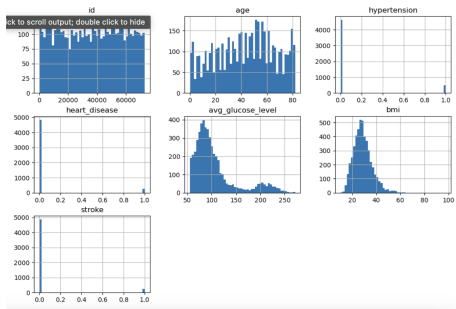 id
age
hypertension
ck to scroll output; double click to hide
100
75
50
25
0
0 20000 40000 60000
150
100
50
0
0 20 40 60 80
4000
3000
2000
1000
0
0.0 0.2 0.4 0.6 0.8 1.0
heart_disease
avg_glucose_level
bmi
5000
4000
3000
2000
1000
0
0.0 0.2 0.4 0.6 0.8 1.0
400
300
200
100
0
50 100 150 200 250
500
400
300
200
100
0
20 40 60 80 100
stroke
5000
4000
3000
2000
1000
0
0.0 0.2 0.4 0.6 0.8 1.0